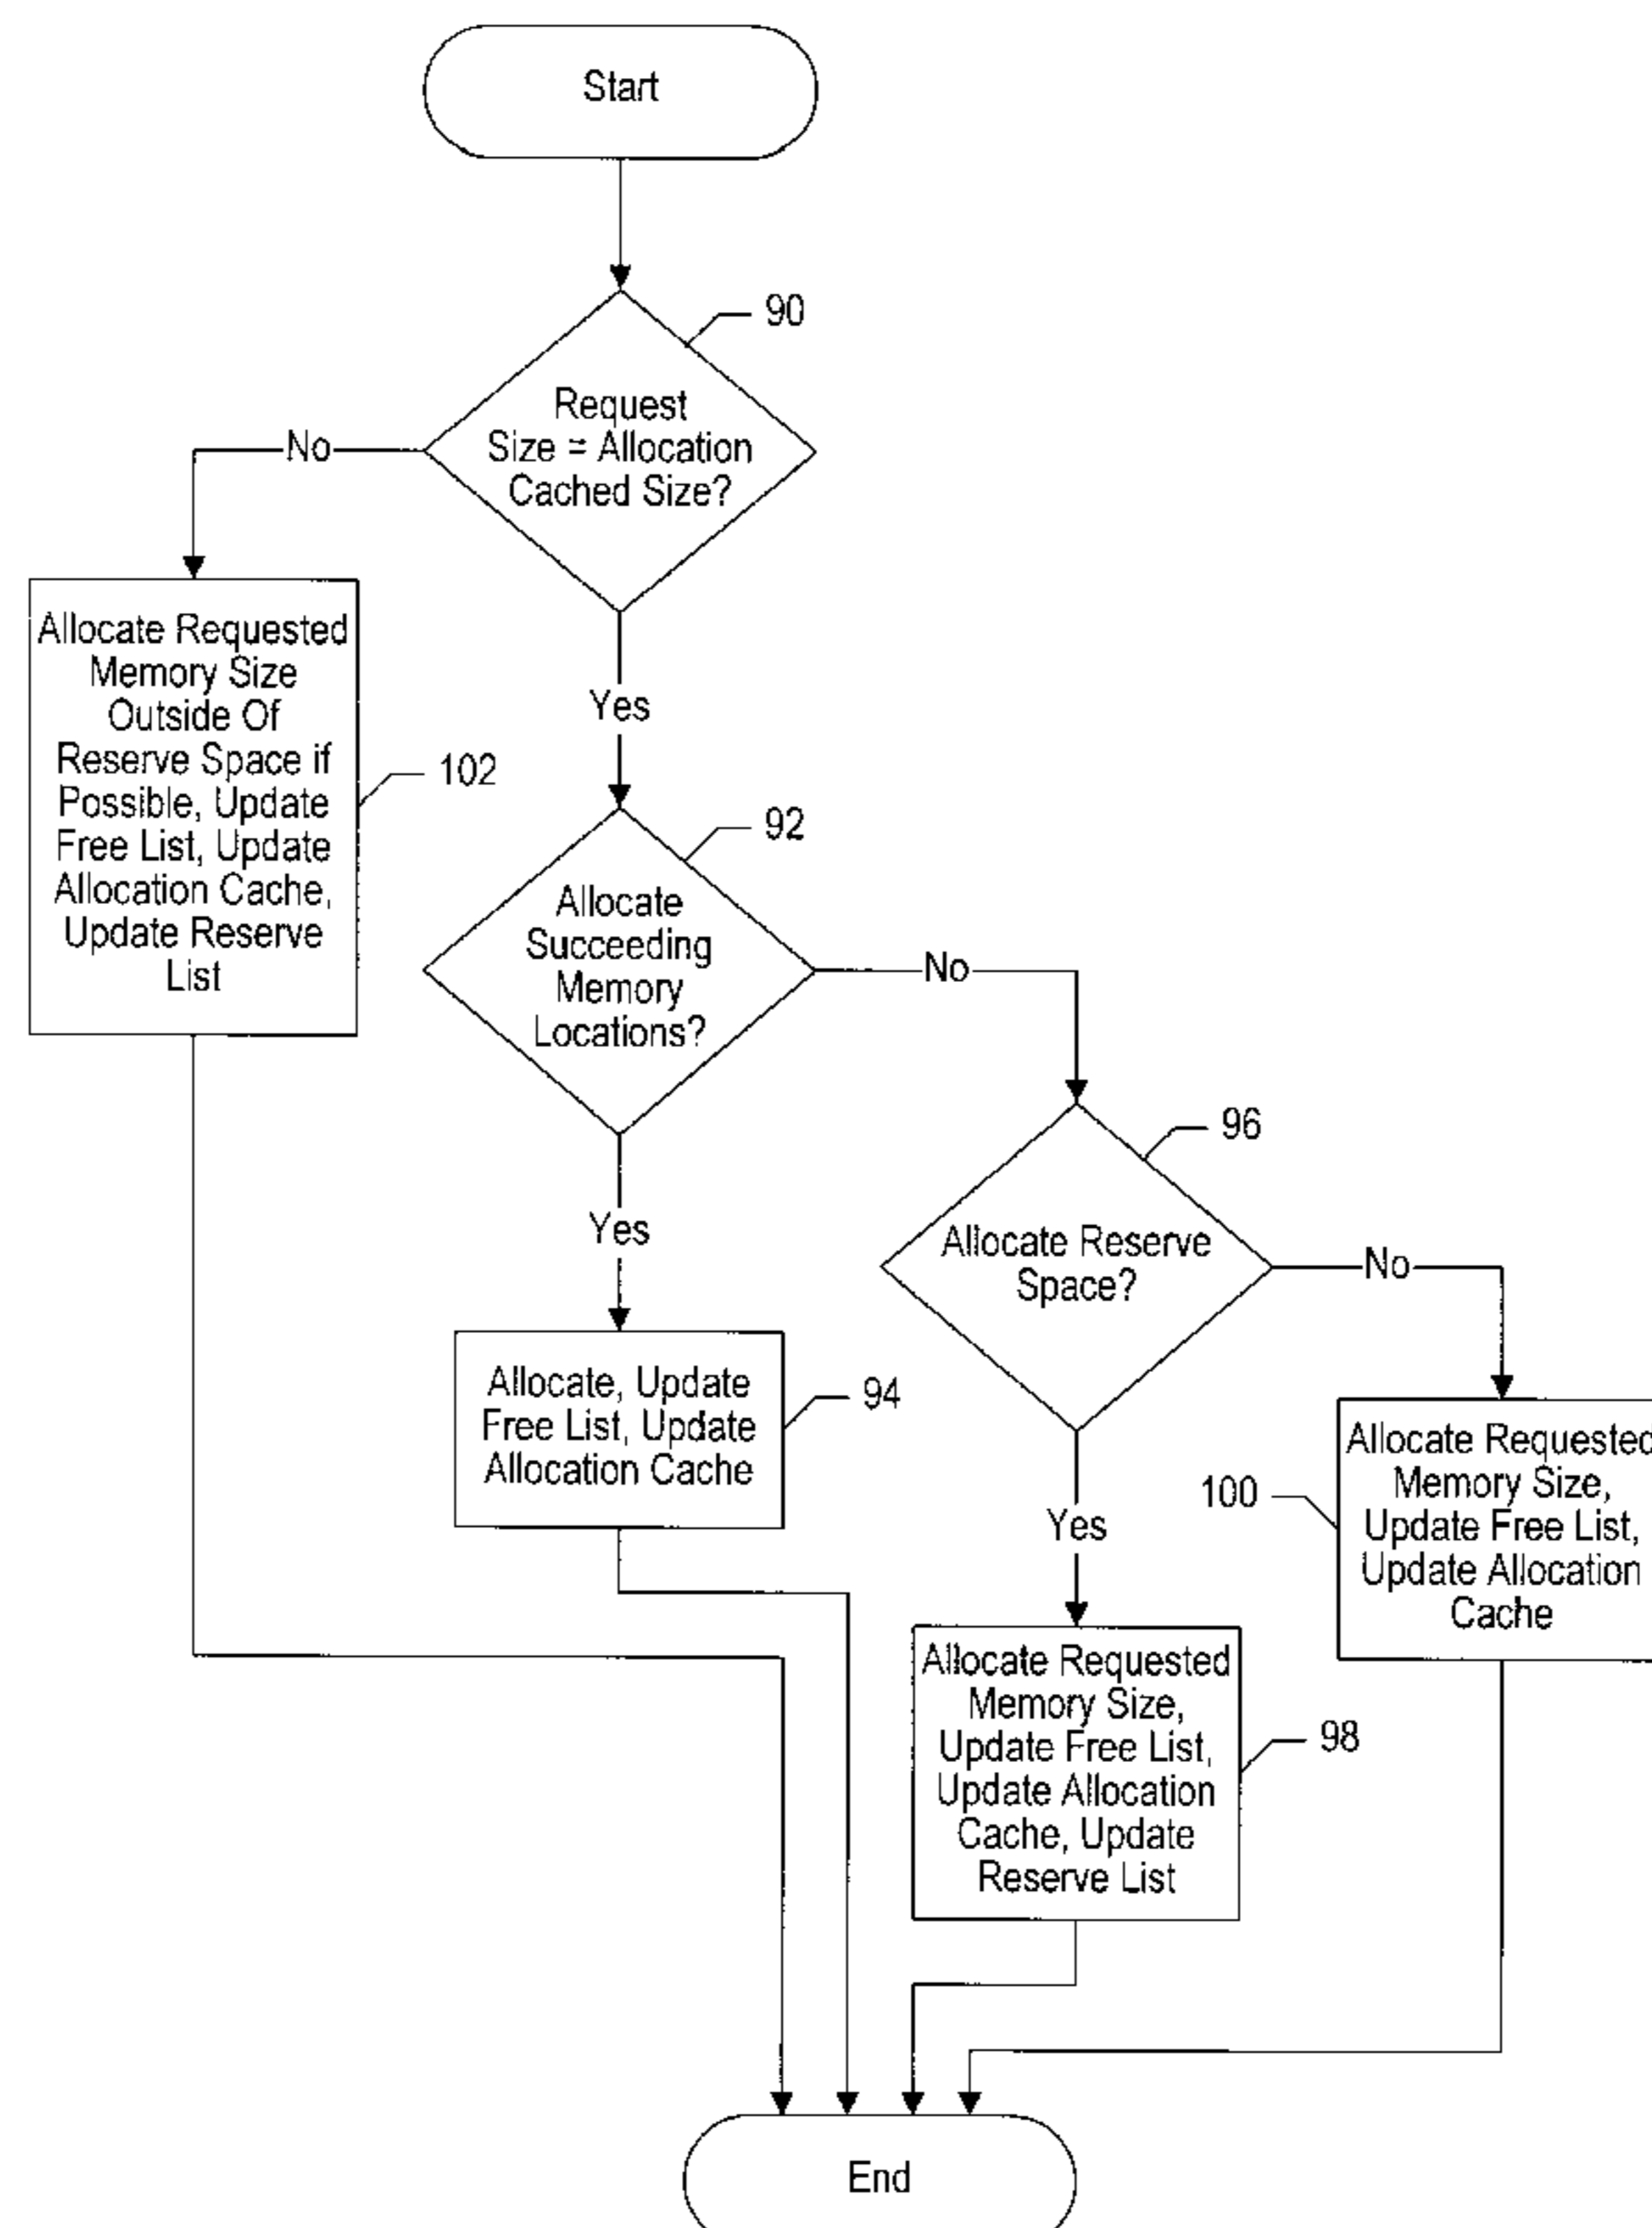 Start
90
Request
Size = Allocation
Cached Size?
No
Yes
Allocate Requested
Memory Size
Outside Of
Reserve Space if
Possible, Update
Free List, Update
Allocation Cache,
Update Reserve
List
102
92
Allocate
Succeeding
Memory
Locations?
No
Yes
96
Allocate Reserve
Space?
No
Yes
Allocate, Update
Free List, Update
Allocation Cache
94
Allocate Requested
Memory Size,
Update Free List,
Update Allocation
Cache
100
Allocate Requested
Memory Size,
Update Free List,
Update Allocation
Cache, Update
Reserve List
98
End